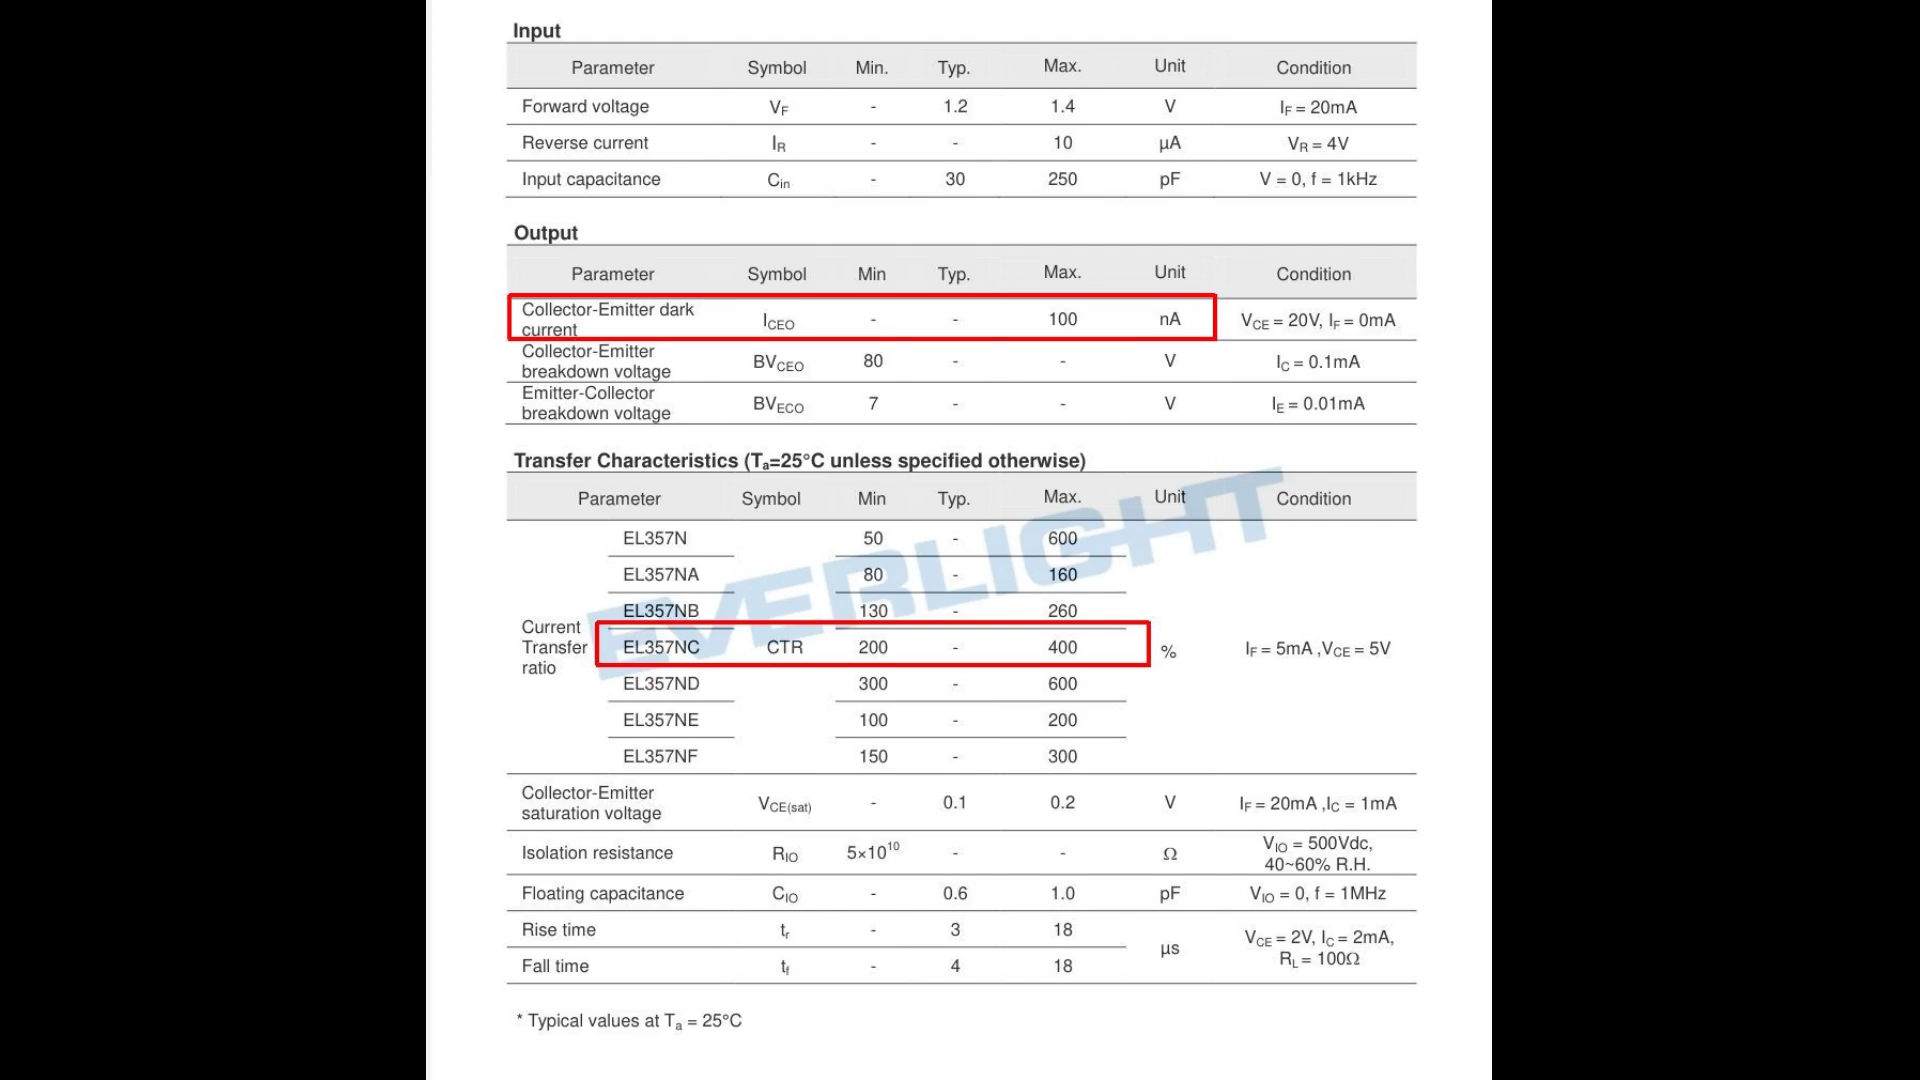 Input
Parameter Symbol Min. Typ. Max. Unit Condition
Forward voltage VF - 1.2 1.4 V IF = 20mA
Reverse current IR - - 10 µA VR = 4V
Input capacitance Cin - 30 250 pF V = 0, f = 1kHz
Output
Parameter Symbol Min Typ. Max. Unit Condition
Collector-Emitter dark
current ICEO - - 100 nA VCE = 20V, IF = 0mA
Collector-Emitter
breakdown voltage BVCEO 80 - - V IC = 0.1mA
Emitter-Collector
breakdown voltage BVECO 7 - - V IE = 0.01mA
Transfer Characteristics (Ta=25°C unless specified otherwise)
Parameter Symbol Min Typ. Max. Unit Condition
EVERLIGHT
Current
Transfer
ratio
EL357N 50 - 600
EL357NA 80 - 160
EL357NB 130 - 260
EL357NC CTR 200 - 400 % IF = 5mA ,VCE = 5V
EL357ND 300 - 600
EL357NE 100 - 200
EL357NF 150 - 300
Collector-Emitter
saturation voltage VCE(sat) - 0.1 0.2 V IF = 20mA ,IC = 1mA
Isolation resistance RIO 5×10¹⁰ - - Ω VIO = 500Vdc,
40~60% R.H.
Floating capacitance CIO - 0.6 1.0 pF VIO = 0, f = 1MHz
Rise time tr - 3 18 µs VCE = 2V, IC = 2mA,
RL = 100Ω
Fall time tf - 4 18
* Typical values at Ta = 25°C